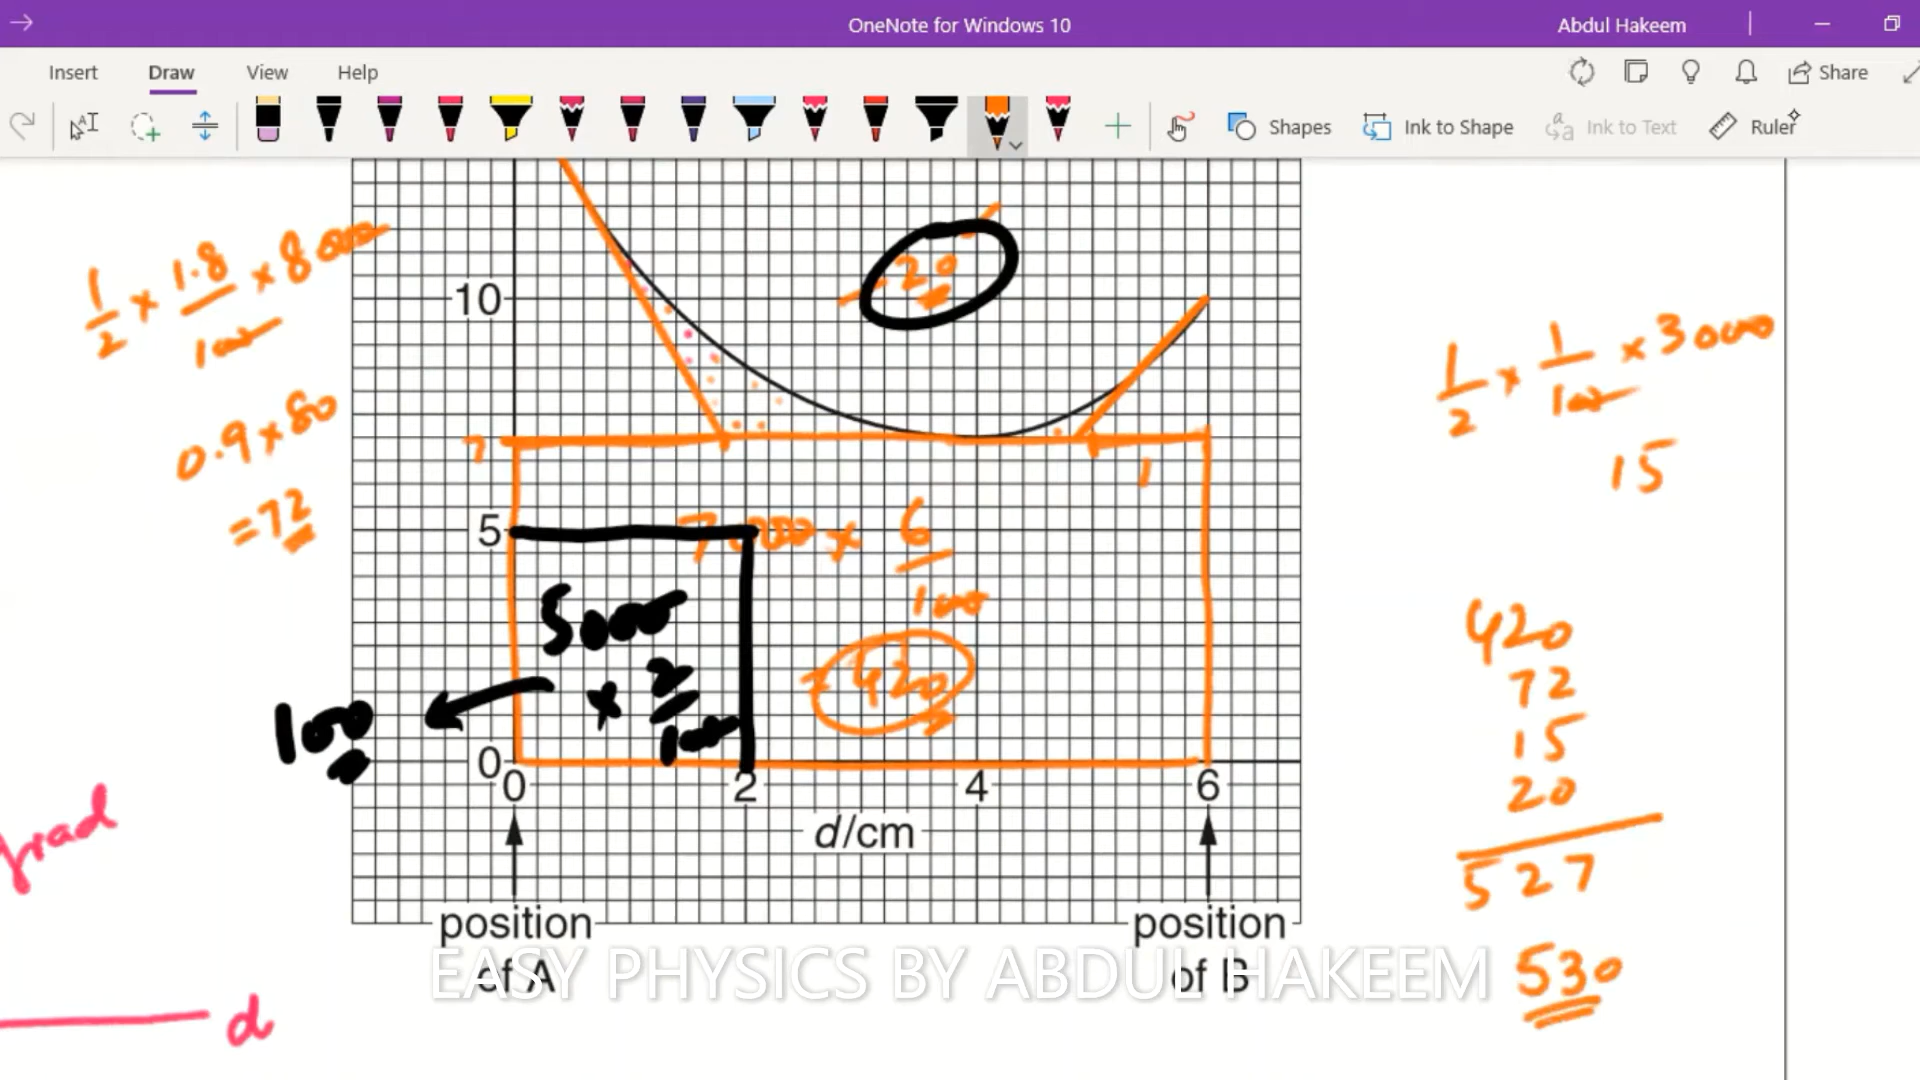 OneNote for Windows 10
Abdul Hakeem
Insert Draw View Help
Share
Shapes
Ink to Shape
Ink to Text
Ruler
1/2 × 1.8/100 × 8000
0.9 × 80
= 72
10
20
1/2 × 1/100 × 3000
15
7
1
5
7000 × 6/100
5000 × 2/100
420
100
0
0 2 4 6
d/cm
420
72
15
20
527
530
grad
position of A
position of B
EASY PHYSICS BY ABDUL HAKEEM
d